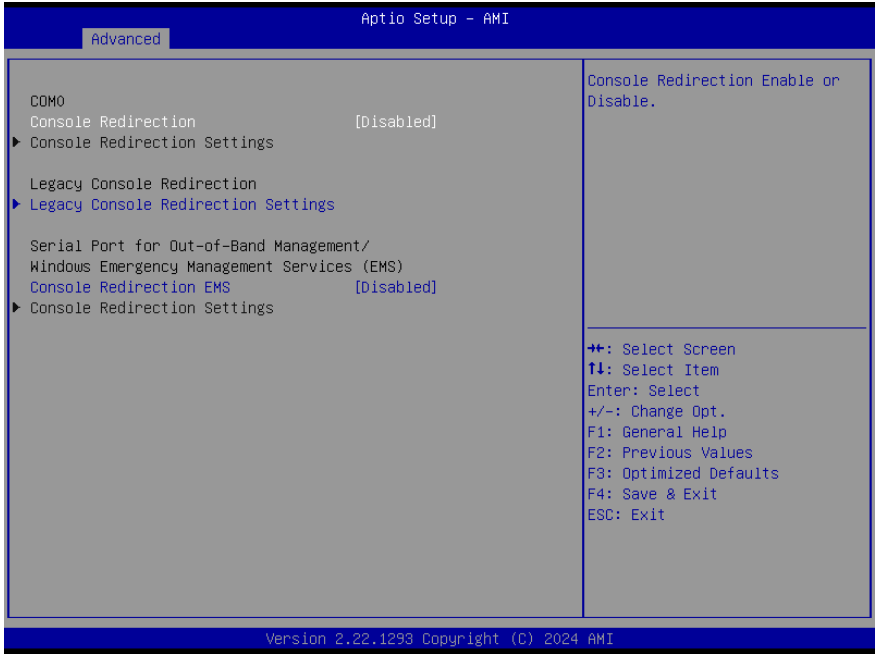 Aptio Setup – AMI
Advanced
COM0
Console Redirection [Disabled]
▶ Console Redirection Settings
Legacy Console Redirection
▶ Legacy Console Redirection Settings
Serial Port for Out-of-Band Management/
Windows Emergency Management Services (EMS)
Console Redirection EMS [Disabled]
▶ Console Redirection Settings
Console Redirection Enable or
Disable.
→←: Select Screen
↑↓: Select Item
Enter: Select
+/-: Change Opt.
F1: General Help
F2: Previous Values
F3: Optimized Defaults
F4: Save & Exit
ESC: Exit
Version 2.22.1293 Copyright (C) 2024 AMI